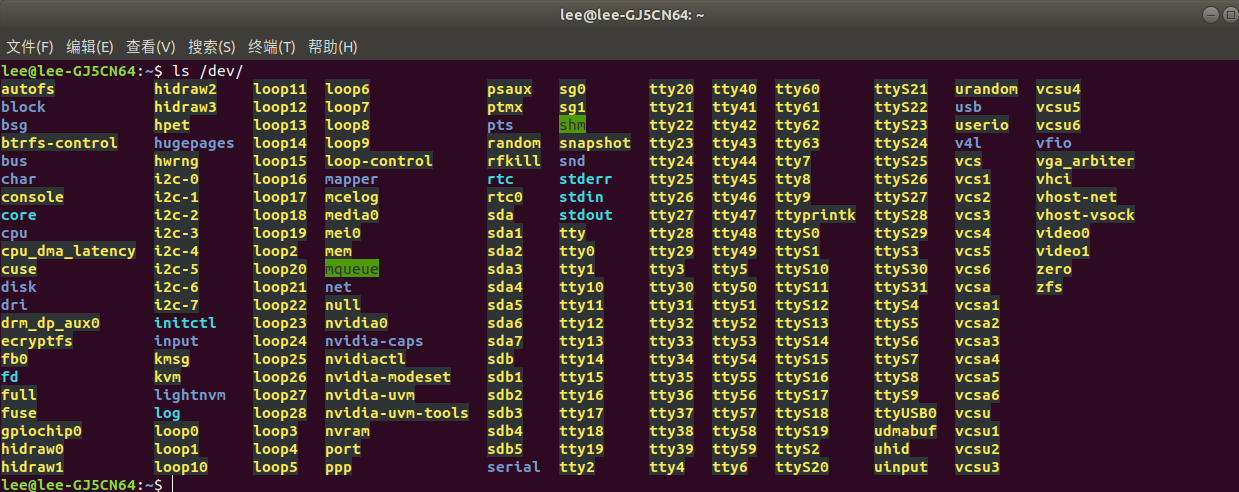 lee@lee-GJ5CN64: ~
文件(F) 编辑(E) 查看(V) 搜索(S) 终端(T) 帮助(H)
lee@lee-GJ5CN64:~$ ls /dev/
autofs hidraw2 loop11 loop6 psaux sg0 tty20 tty40 tty60 ttyS21 urandom vcsu4
block hidraw3 loop12 loop7 ptmx sg1 tty21 tty41 tty61 ttyS22 usb vcsu5
bsg hpet loop13 loop8 pts shm tty22 tty42 tty62 ttyS23 userio vcsu6
btrfs-control hugepages loop14 loop9 random snapshot tty23 tty43 tty63 ttyS24 v4l vfio
bus hwrng loop15 loop-control rfkill snd tty24 tty44 tty7 ttyS25 vcs vga_arbiter
char i2c-0 loop16 mapper rtc stderr tty25 tty45 tty8 ttyS26 vcs1 vhci
console i2c-1 loop17 mcelog rtc0 stdin tty26 tty46 tty9 ttyS27 vcs2 vhost-net
core i2c-2 loop18 media0 sda stdout tty27 tty47 ttyprintk ttyS28 vcs3 vhost-vsock
cpu i2c-3 loop19 mei0 sda1 tty tty28 tty48 ttyS0 ttyS29 vcs4 video0
cpu_dma_latency i2c-4 loop2 mem sda2 tty0 tty29 tty49 ttyS1 ttyS3 vcs5 video1
cuse i2c-5 loop20 mqueue sda3 tty1 tty3 tty5 ttyS10 ttyS30 vcs6 zero
disk i2c-6 loop21 net sda4 tty10 tty30 tty50 ttyS11 ttyS31 vcsa zfs
dri i2c-7 loop22 null sda5 tty11 tty31 tty51 ttyS12 ttyS4 vcsa1
drm_dp_aux0 initctl loop23 nvidia0 sda6 tty12 tty32 tty52 ttyS13 ttyS5 vcsa2
ecryptfs input loop24 nvidia-caps sda7 tty13 tty33 tty53 ttyS14 ttyS6 vcsa3
fb0 kmsg loop25 nvidiactl sdb tty14 tty34 tty54 ttyS15 ttyS7 vcsa4
fd kvm loop26 nvidia-modeset sdb1 tty15 tty35 tty55 ttyS16 ttyS8 vcsa5
full lightnvm loop27 nvidia-uvm sdb2 tty16 tty36 tty56 ttyS17 ttyS9 vcsa6
fuse log loop28 nvidia-uvm-tools sdb3 tty17 tty37 tty57 ttyS18 ttyUSB0 vcsu
gpiochip0 loop0 loop3 nvram sdb4 tty18 tty38 tty58 ttyS19 udmabuf vcsu1
hidraw0 loop1 loop4 port sdb5 tty19 tty39 tty59 ttyS2 uhid vcsu2
hidraw1 loop10 loop5 ppp serial tty2 tty4 tty6 ttyS20 uinput vcsu3
lee@lee-GJ5CN64:~$